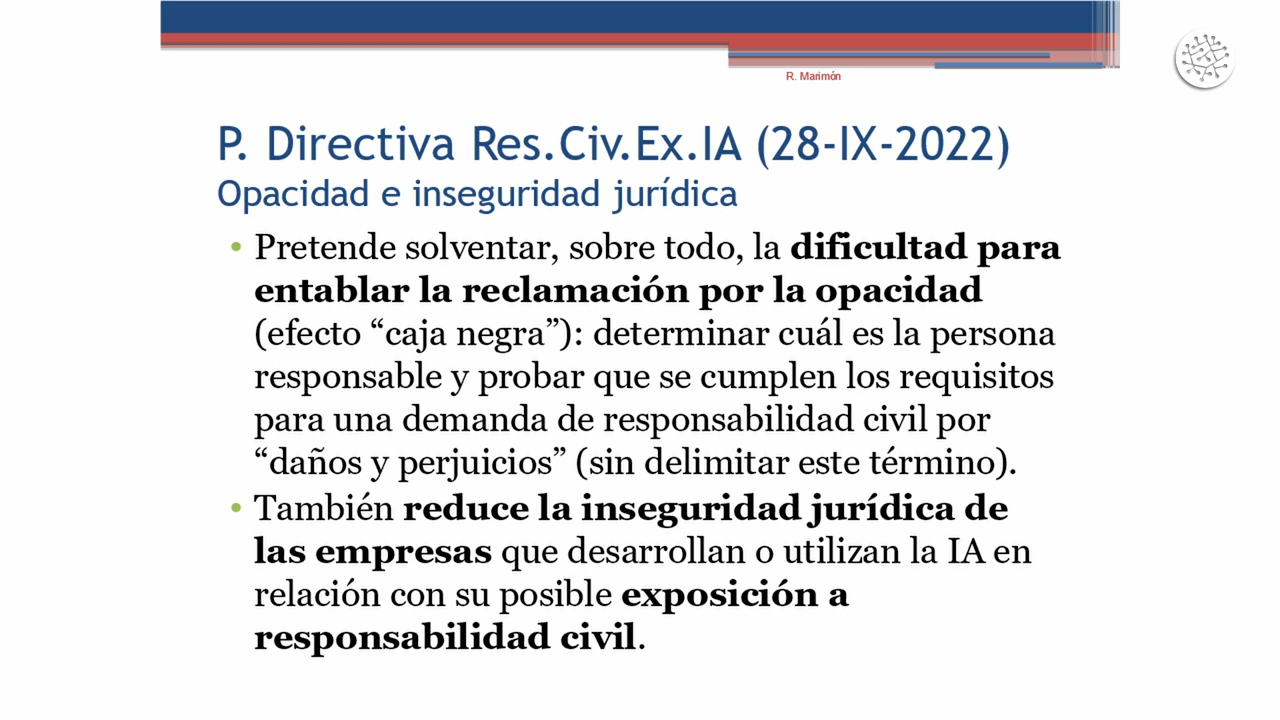 R. Marimón
P. Directiva Res.Civ.Ex.IA (28-IX-2022)
Opacidad e inseguridad jurídica
• Pretende solventar, sobre todo, la dificultad para
entablar la reclamación por la opacidad
(efecto “caja negra”): determinar cuál es la persona
responsable y probar que se cumplen los requisitos
para una demanda de responsabilidad civil por
“daños y perjuicios” (sin delimitar este término).
• También reduce la inseguridad jurídica de
las empresas que desarrollan o utilizan la IA en
relación con su posible exposición a
responsabilidad civil.